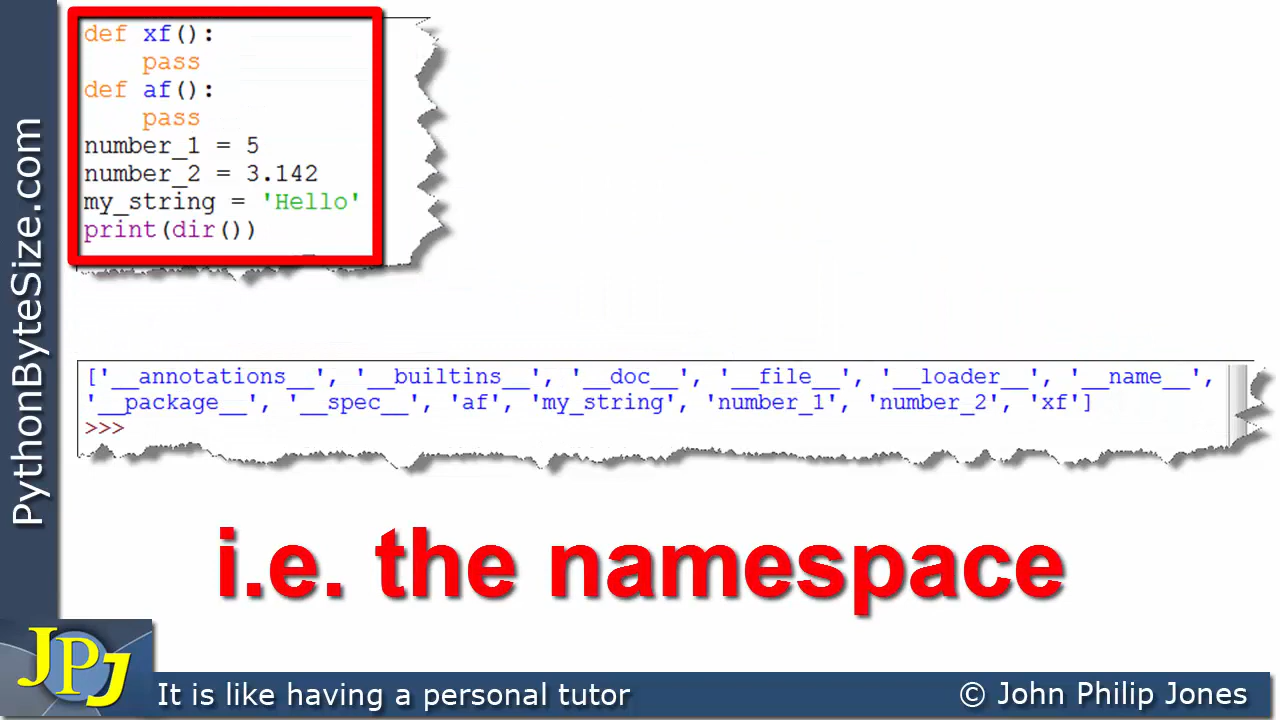 def xf():
    pass
def af():
    pass
number_1 = 5
number_2 = 3.142
my_string = 'Hello'
print(dir())
['__annotations__', '__builtins__', '__doc__', '__file__', '__loader__', '__name__',
'__package__', '__spec__', 'af', 'my_string', 'number_1', 'number_2', 'xf']
>>>
i.e. the namespace
PythonByteSize.com
JPJ
It is like having a personal tutor
© John Philip Jones